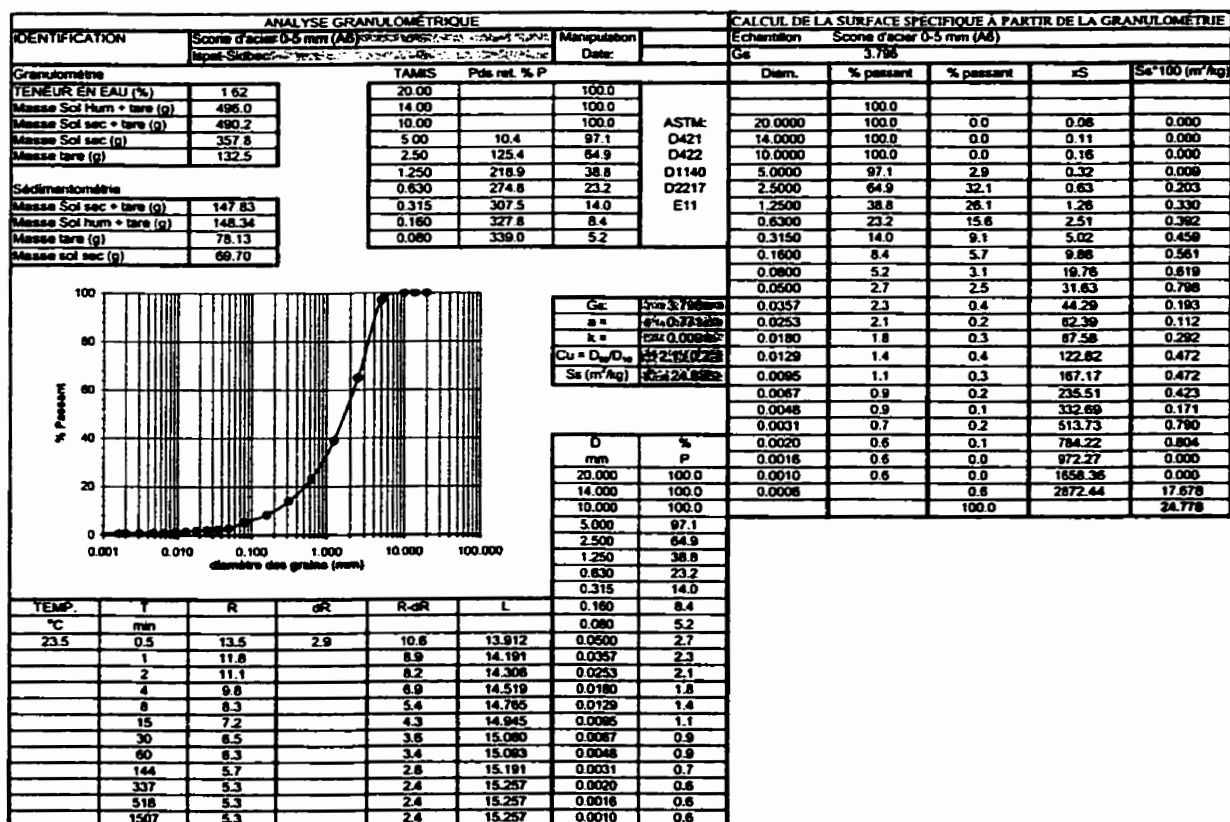 ANALYSE GRANULOMÉTRIQUE
IDENTIFICATION Scorie d'acier 0-5 mm (A6) Manipulation
Ispat-Sidbec Date:
Granulométrie TAMIS Pds ret. % P
TENEUR EN EAU (%) 1.62 20.00 100.0
Masse Sol Hum + tare (g) 496.0 14.00 100.0
Masse Sol sec + tare (g) 490.2 10.00 100.0 ASTM:
Masse Sol sec (g) 357.8 5.00 10.4 97.1 D421
Masse tare (g) 132.5 2.50 125.4 64.9 D422
1.250 218.9 38.8 D1140
Sédimentométrie 0.630 274.8 23.2 D2217
Masse Sol sec + tare (g) 147.83 0.315 307.5 14.0 E11
Masse Sol hum + tare (g) 148.34 0.160 327.8 8.4
Masse tare (g) 78.13 0.080 339.0 5.2
Masse sol sec (g) 69.70
% Passant
100
80
60
40
20
0
0.001 0.010 0.100 1.000 10.000 100.000
diamètre des grains (mm)
Gs: 3.796
a =
k =
Cu = D60/D10
Ss (m²/kg)
D %
mm P
20.000 100.0
14.000 100.0
10.000 100.0
5.000 97.1
2.500 64.9
1.250 38.8
0.630 23.2
0.315 14.0
0.160 8.4
0.080 5.2
0.0500 2.7
0.0357 2.3
0.0253 2.1
0.0180 1.8
0.0129 1.4
0.0095 1.1
0.0067 0.9
0.0048 0.9
0.0031 0.7
0.0020 0.6
0.0016 0.6
0.0010 0.6
TEMP. T R dR R-dR L
°C min
23.5 0.5 13.5 2.9 10.6 13.912
1 11.8 8.9 14.191
2 11.1 8.2 14.306
4 9.8 6.9 14.519
8 8.3 5.4 14.765
15 7.2 4.3 14.945
30 6.5 3.6 15.060
60 6.3 3.4 15.093
144 5.7 2.8 15.191
337 5.3 2.4 15.257
518 5.3 2.4 15.257
1507 5.3 2.4 15.257
CALCUL DE LA SURFACE SPÉCIFIQUE À PARTIR DE LA GRANULOMÉTRIE
Echantillon Scorie d'acier 0-5 mm (A6)
Gs 3.796
Diam. % passant % passant xS Ss*100 (m²/kg)
100.0
20.0000 100.0 0.0 0.08 0.000
14.0000 100.0 0.0 0.11 0.000
10.0000 100.0 0.0 0.16 0.000
5.0000 97.1 2.9 0.32 0.009
2.5000 64.9 32.1 0.63 0.203
1.2500 38.8 26.1 1.26 0.330
0.6300 23.2 15.6 2.51 0.392
0.3150 14.0 9.1 5.02 0.459
0.1600 8.4 5.7 9.88 0.561
0.0800 5.2 3.1 19.76 0.619
0.0500 2.7 2.5 31.63 0.798
0.0357 2.3 0.4 44.29 0.193
0.0253 2.1 0.2 62.39 0.112
0.0180 1.8 0.3 87.58 0.292
0.0129 1.4 0.4 122.82 0.472
0.0095 1.1 0.3 167.17 0.472
0.0067 0.9 0.2 235.51 0.423
0.0048 0.9 0.1 332.69 0.171
0.0031 0.7 0.2 513.73 0.790
0.0020 0.6 0.1 784.22 0.804
0.0016 0.6 0.0 972.27 0.000
0.0010 0.6 0.0 1658.36 0.000
0.0006 0.6 2872.44 17.678
100.0 24.778